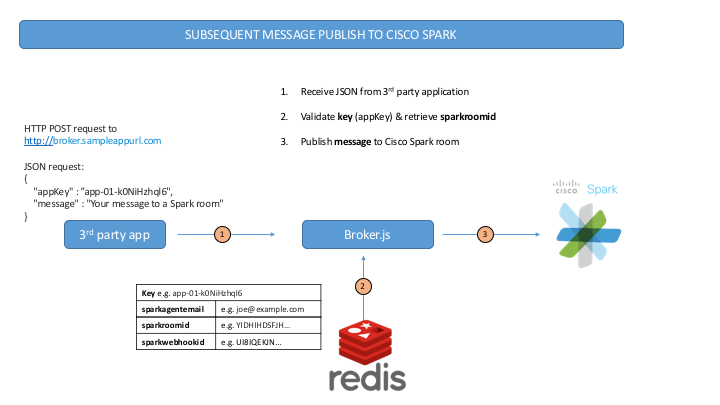 SUBSEQUENT MESSAGE PUBLISH TO CISCO SPARK
1. Receive JSON from 3rd party application
2. Validate key (appKey) & retrieve sparkroomid
3. Publish message to Cisco Spark room
HTTP POST request to
http://broker.sampleappurl.com
JSON request:
{
"appKey" : "app-01-k0NiHzhqI6",
"message" : "Your message to a Spark room"
}
cisco Spark
3rd party app
1
Broker.js
3
2
Key e.g. app-01-k0NiHzhqI6
sparkagentemail e.g. joe@example.com
sparkroomid e.g. YIDHIHDSFJH...
sparkwebhookid e.g. UI8IQEKJN...
redis